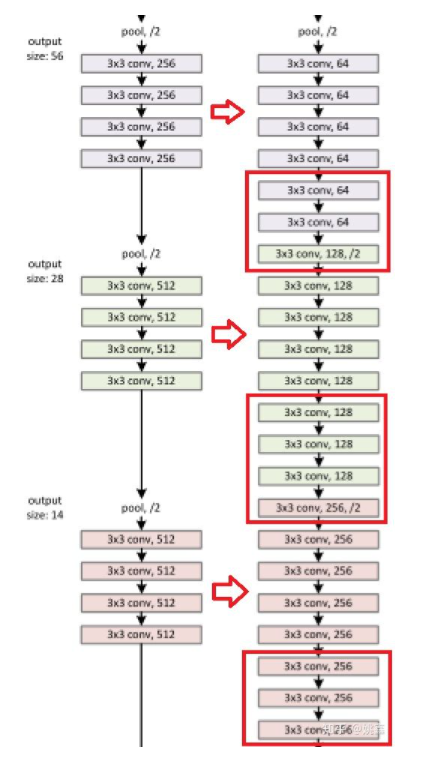 pool, /2
output
size: 56
3x3 conv, 256
3x3 conv, 256
3x3 conv, 256
3x3 conv, 256
pool, /2
output
size: 28
3x3 conv, 512
3x3 conv, 512
3x3 conv, 512
3x3 conv, 512
pool, /2
output
size: 14
3x3 conv, 512
3x3 conv, 512
3x3 conv, 512
3x3 conv, 512
pool, /2
3x3 conv, 64
3x3 conv, 64
3x3 conv, 64
3x3 conv, 64
3x3 conv, 64
3x3 conv, 64
3x3 conv, 128, /2
3x3 conv, 128
3x3 conv, 128
3x3 conv, 128
3x3 conv, 128
3x3 conv, 128
3x3 conv, 128
3x3 conv, 128
3x3 conv, 256, /2
3x3 conv, 256
3x3 conv, 256
3x3 conv, 256
3x3 conv, 256
3x3 conv, 256
3x3 conv, 256
3x3 conv, 256